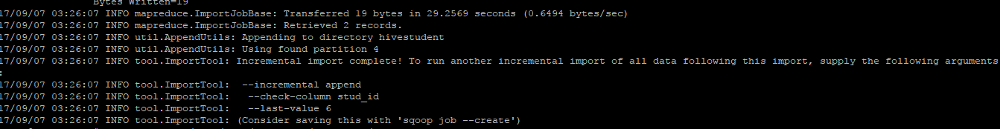 Bytes Written=19
17/09/07 03:26:07 INFO mapreduce.ImportJobBase: Transferred 19 bytes in 29.2569 seconds (0.6494 bytes/sec)
17/09/07 03:26:07 INFO mapreduce.ImportJobBase: Retrieved 2 records.
17/09/07 03:26:07 INFO util.AppendUtils: Appending to directory hivestudent
17/09/07 03:26:07 INFO util.AppendUtils: Using found partition 4
17/09/07 03:26:07 INFO tool.ImportTool: Incremental import complete! To run another incremental import of all data following this import, supply the following arguments
:
17/09/07 03:26:07 INFO tool.ImportTool:  --incremental append
17/09/07 03:26:07 INFO tool.ImportTool:   --check-column stud_id
17/09/07 03:26:07 INFO tool.ImportTool:   --last-value 6
17/09/07 03:26:07 INFO tool.ImportTool: (Consider saving this with 'sqoop job --create')